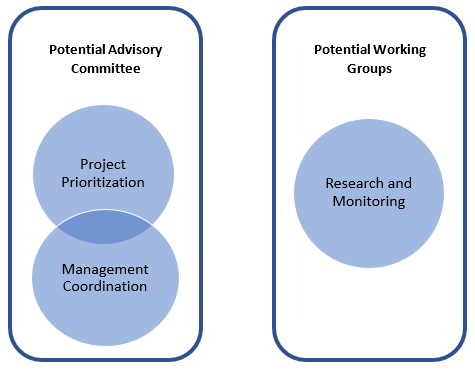 Potential Advisory
Committee
Project
Prioritization
Management
Coordination
Potential Working
Groups
Research and
Monitoring